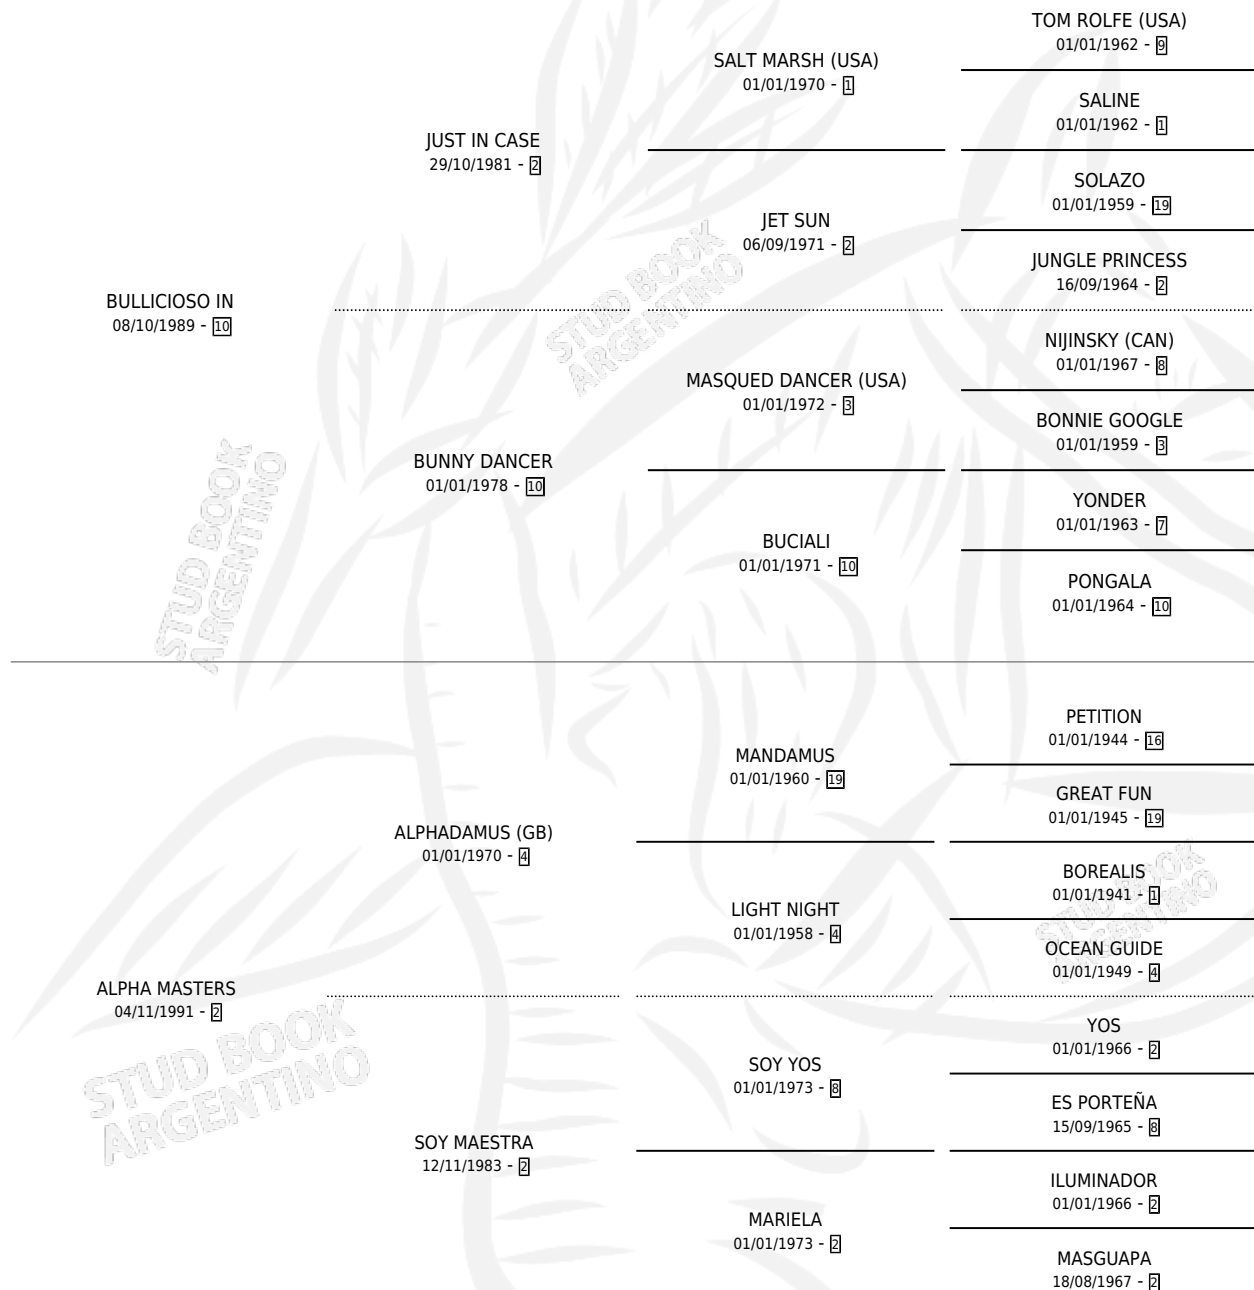 TOM ROLFE (USA)
01/01/1962 - 9
SALT MARSH (USA)
01/01/1970 - 1
SALINE
01/01/1962 - 1
JUST IN CASE
29/10/1981 - 2
SOLAZO
01/01/1959 - 19
JET SUN
06/09/1971 - 2
JUNGLE PRINCESS
16/09/1964 - 2
BULLICIOSO IN
08/10/1989 - 10
STUD BOOK
ARGENTINO
NIJINSKY (CAN)
01/01/1967 - 8
MASQUED DANCER (USA)
01/01/1972 - 3
BONNIE GOOGLE
01/01/1959 - 3
BUNNY DANCER
01/01/1978 - 10
YONDER
01/01/1963 - 7
BUCIALI
01/01/1971 - 10
PONGALA
01/01/1964 - 10
STUD BOOK
ARGENTINO
PETITION
01/01/1944 - 16
MANDAMUS
01/01/1960 - 19
GREAT FUN
01/01/1945 - 19
ALPHADAMUS (GB)
01/01/1970 - 4
BOREALIS
01/01/1941 - 1
LIGHT NIGHT
01/01/1958 - 4
STUD BOOK
ARGENTINO
OCEAN GUIDE
01/01/1949 - 4
ALPHA MASTERS
04/11/1991 - 2
STUD BOOK
ARGENTINO
YOS
01/01/1966 - 2
SOY YOS
01/01/1973 - 8
ES PORTEÑA
15/09/1965 - 8
SOY MAESTRA
12/11/1983 - 2
ILUMINADOR
01/01/1966 - 2
MARIELA
01/01/1973 - 2
MASGUAPA
18/08/1967 - 2